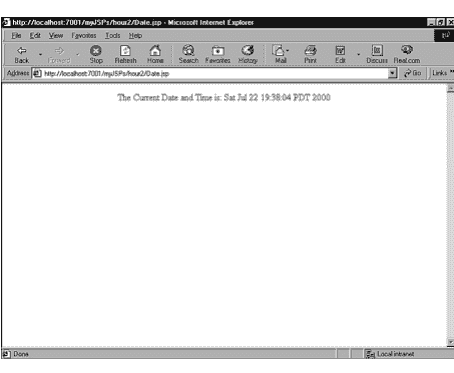 http://localhost:7001/myJSPs/hour2/Date.jsp - Microsoft Internet Explorer
File Edit View Favorites Tools Help
Back Forward Stop Refresh Home Search Favorites History Mail Print Edit Discuss Real.com
Address http://localhost:7001/myJSPs/hour2/Date.jsp Go Links »
The Current Date and Time is: Sat Jul 22 19:38:04 PDT 2000
Done Local intranet